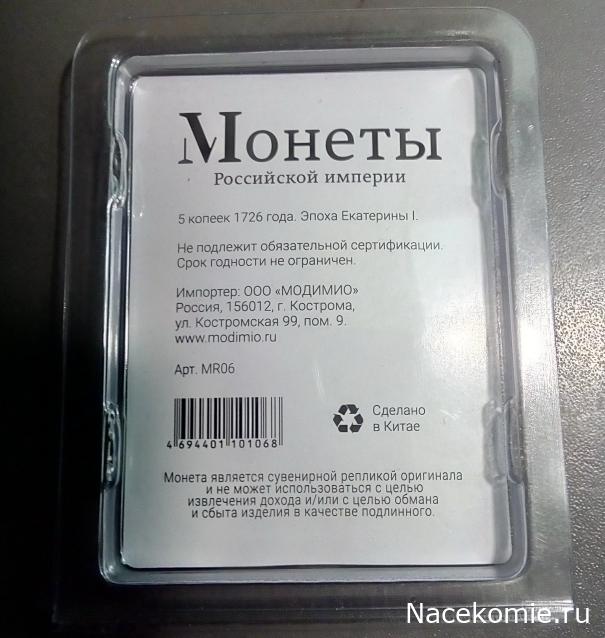 Монеты
Российской империи
5 копеек 1726 года. Эпоха Екатерины I.
Не подлежит обязательной сертификации.
Срок годности не ограничен.
Импортер: ООО «МОДИМИО»
Россия, 156012, г. Кострома,
ул. Костромская 99, пом. 9.
www.modimio.ru
Арт. MR06
4 694401 101068
Сделано
в Китае
Монета является сувенирной репликой оригинала
и не может использоваться с целью
извлечения дохода и/или с целью обмана
и сбыта изделия в качестве подлинного.
Nacekomie.ru